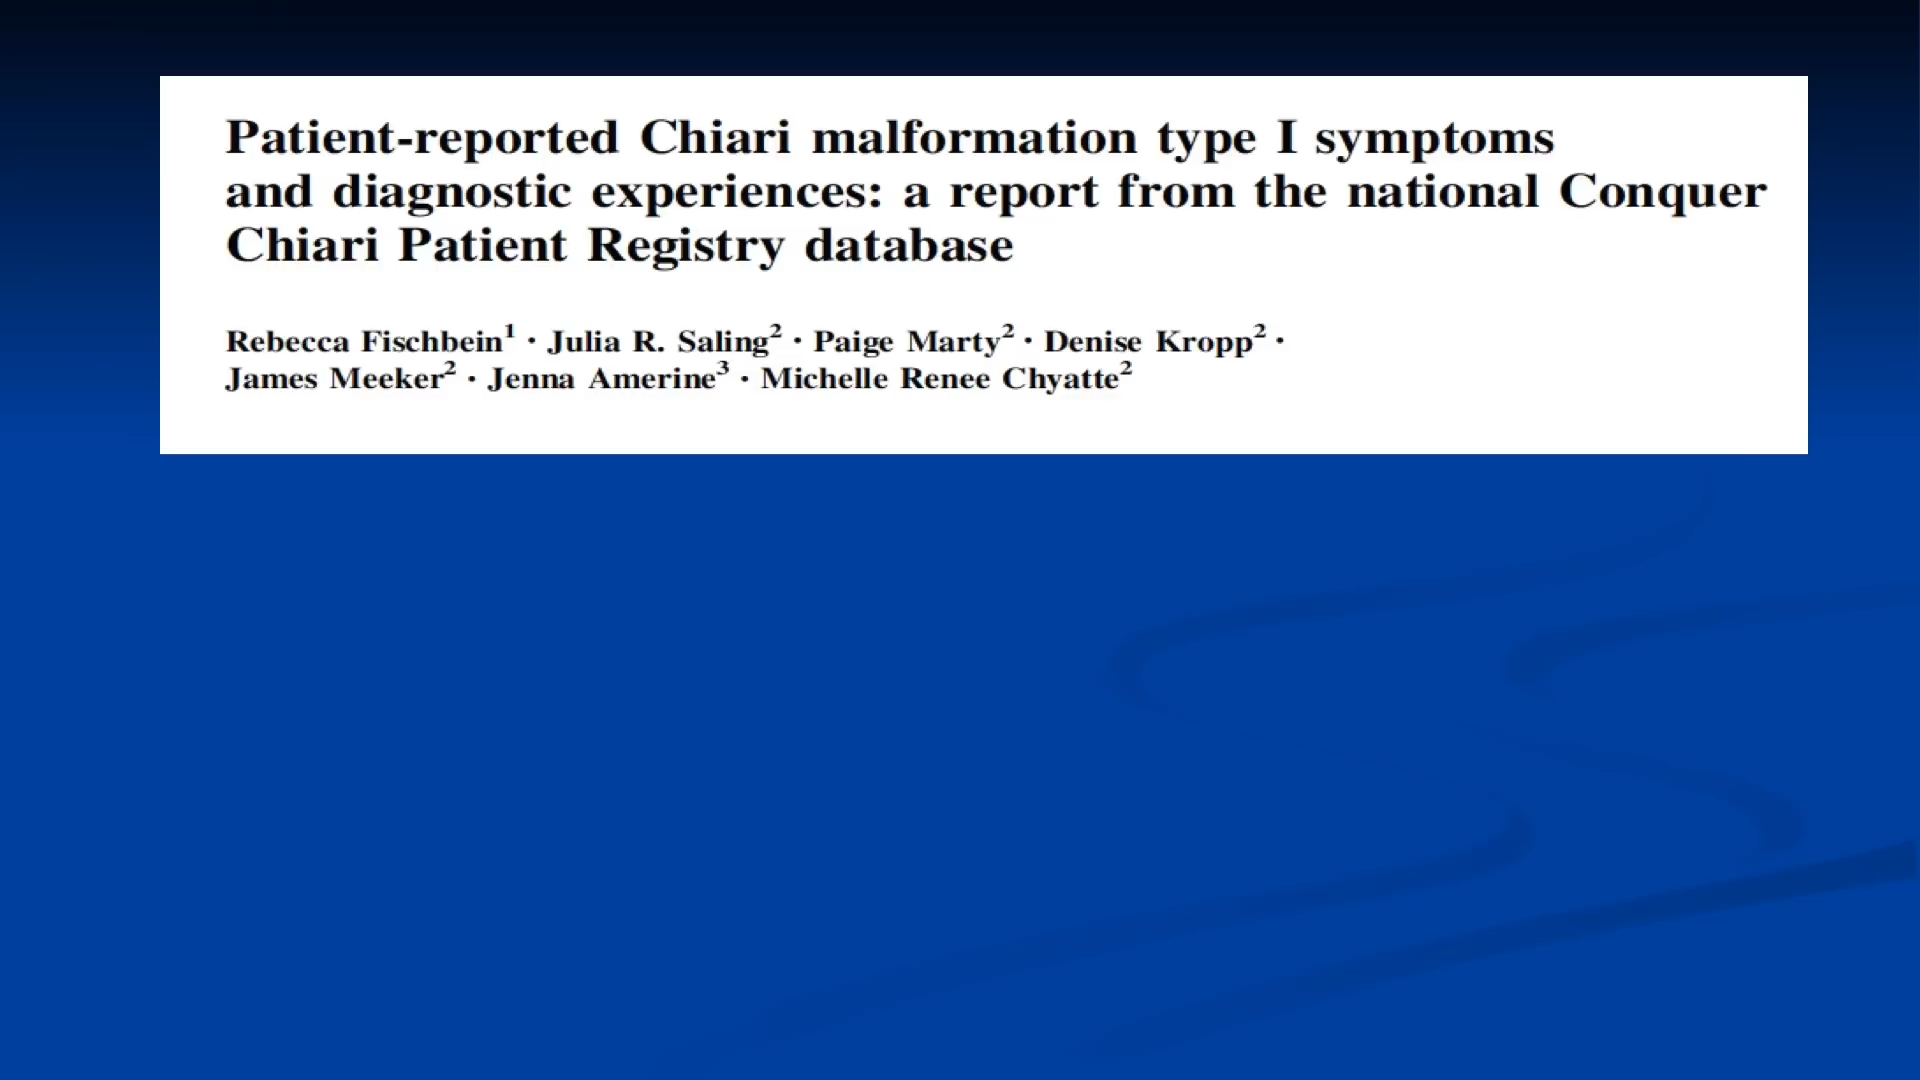 Patient-reported Chiari malformation type I symptoms
and diagnostic experiences: a report from the national Conquer
Chiari Patient Registry database
Rebecca Fischbein¹ · Julia R. Saling² · Paige Marty² · Denise Kropp² ·
James Meeker² · Jenna Amerine³ · Michelle Renee Chyatte²